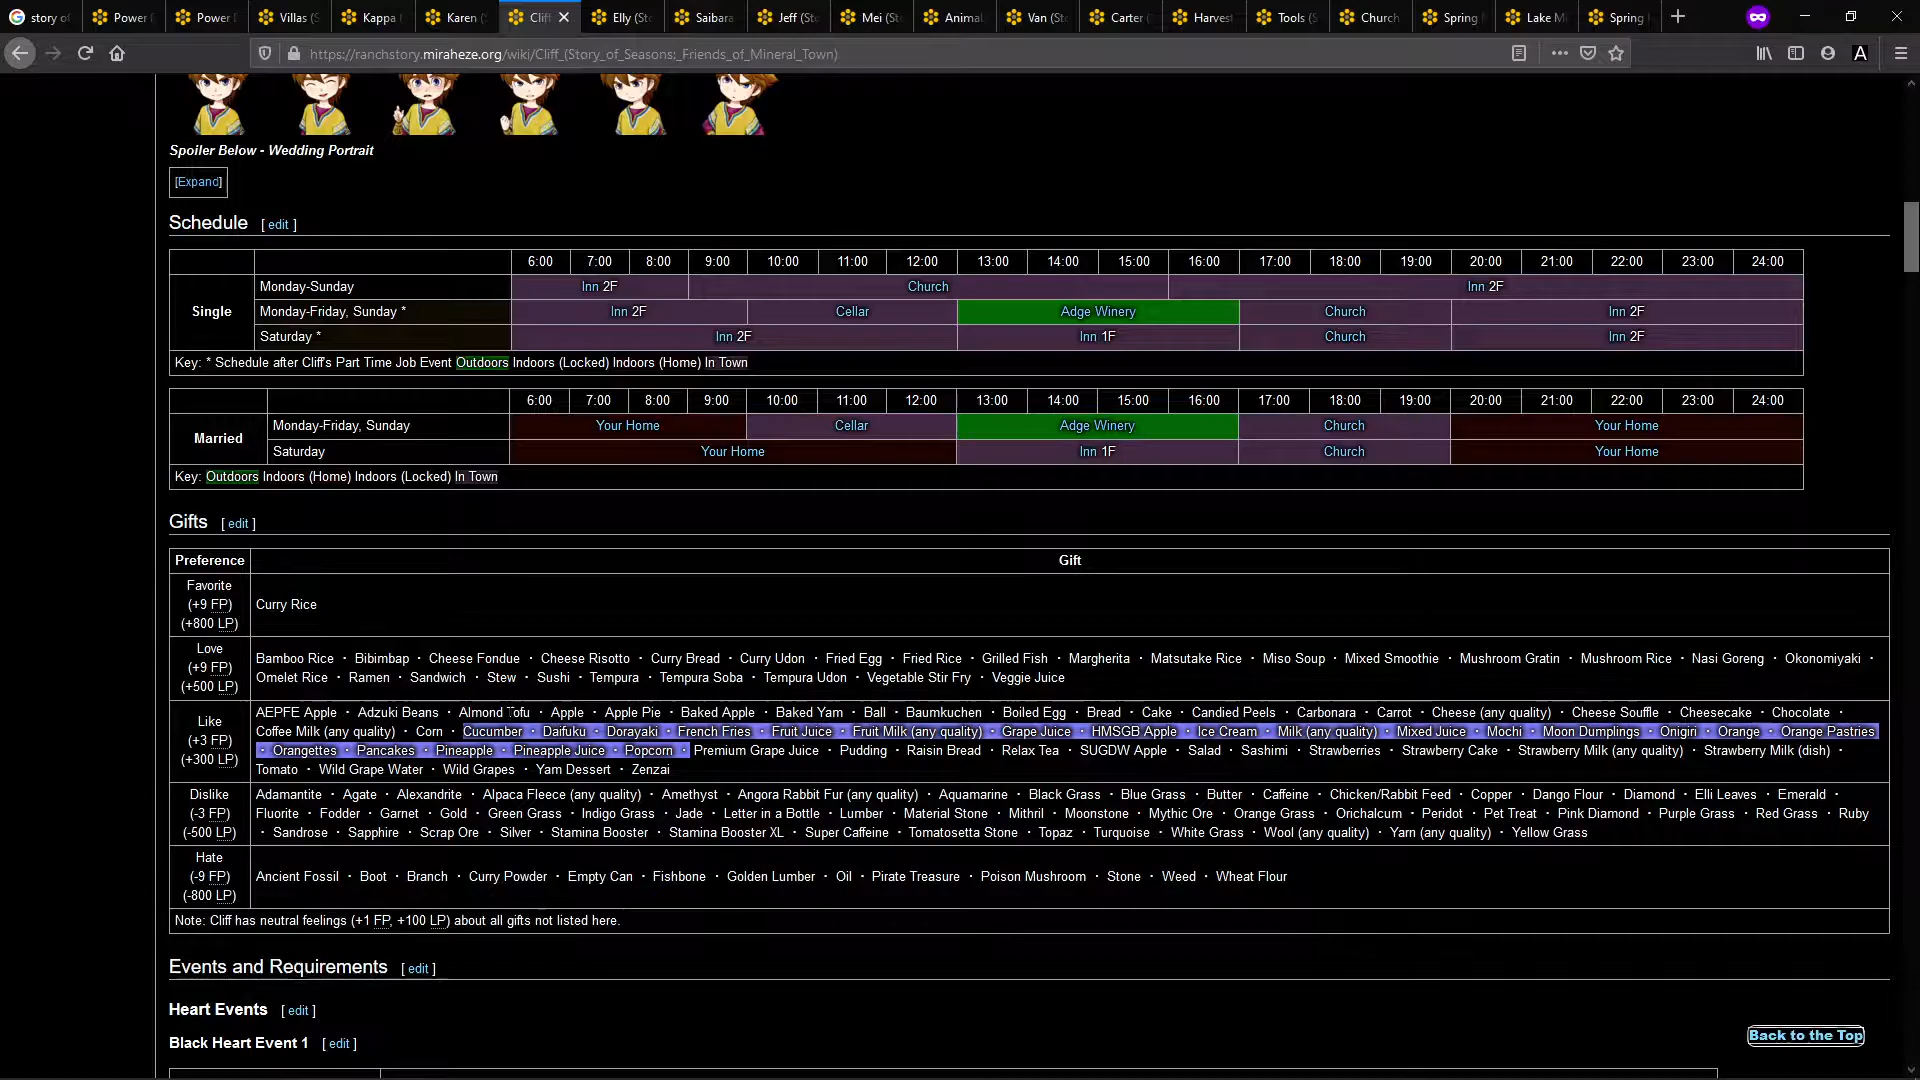 story of
Power
Power
Villas (S
Kappa
Karen (
Cliff
Elly (St
Saibara
Jeff (St
Mei (St
Animal
Van (St
Carter (
Harvest
Tools (S
Church
Spring
Lake M
Spring
https://ranchstory.miraheze.org/wiki/Cliff_(Story_of_Seasons:_Friends_of_Mineral_Town)
Spoiler Below - Wedding Portrait
[Expand]
Schedule [ edit ]
6:00 7:00 8:00 9:00 10:00 11:00 12:00 13:00 14:00 15:00 16:00 17:00 18:00 19:00 20:00 21:00 22:00 23:00 24:00
Single
Monday-Sunday Inn 2F Church Inn 2F
Monday-Friday, Sunday * Inn 2F Cellar Adge Winery Church Inn 2F
Saturday * Inn 2F Inn 1F Church Inn 2F
Key: * Schedule after Cliff's Part Time Job Event Outdoors Indoors (Locked) Indoors (Home) In Town
6:00 7:00 8:00 9:00 10:00 11:00 12:00 13:00 14:00 15:00 16:00 17:00 18:00 19:00 20:00 21:00 22:00 23:00 24:00
Married
Monday-Friday, Sunday Your Home Cellar Adge Winery Church Your Home
Saturday Your Home Inn 1F Church Your Home
Key: Outdoors Indoors (Home) Indoors (Locked) In Town
Gifts [ edit ]
Preference Gift
Favorite
(+9 FP)
(+800 LP)
Curry Rice
Love
(+9 FP)
(+500 LP)
Bamboo Rice · Bibimbap · Cheese Fondue · Cheese Risotto · Curry Bread · Curry Udon · Fried Egg · Fried Rice · Grilled Fish · Margherita · Matsutake Rice · Miso Soup · Mixed Smoothie · Mushroom Gratin · Mushroom Rice · Nasi Goreng · Okonomiyaki ·
Omelet Rice · Ramen · Sandwich · Stew · Sushi · Tempura · Tempura Soba · Tempura Udon · Vegetable Stir Fry · Veggie Juice
Like
(+3 FP)
(+300 LP)
AEPFE Apple · Adzuki Beans · Almond Tofu · Apple · Apple Pie · Baked Apple · Baked Yam · Ball · Baumkuchen · Boiled Egg · Bread · Cake · Candied Peels · Carbonara · Carrot · Cheese (any quality) · Cheese Souffle · Cheesecake · Chocolate ·
Coffee Milk (any quality) · Corn · Cucumber · Daifuku · Dorayaki · French Fries · Fruit Juice · Fruit Milk (any quality) · Grape Juice · HMSGB Apple · Ice Cream · Milk (any quality) · Mixed Juice · Mochi · Moon Dumplings · Onigiri · Orange · Orange Pastries
· Orangettes · Pancakes · Pineapple · Pineapple Juice · Popcorn · Premium Grape Juice · Pudding · Raisin Bread · Relax Tea · SUGDW Apple · Salad · Sashimi · Strawberries · Strawberry Cake · Strawberry Milk (any quality) · Strawberry Milk (dish) ·
Tomato · Wild Grape Water · Wild Grapes · Yam Dessert · Zenzai
Dislike
(-3 FP)
(-500 LP)
Adamantite · Agate · Alexandrite · Alpaca Fleece (any quality) · Amethyst · Angora Rabbit Fur (any quality) · Aquamarine · Black Grass · Blue Grass · Butter · Caffeine · Chicken/Rabbit Feed · Copper · Dango Flour · Diamond · Elli Leaves · Emerald ·
Fluorite · Fodder · Garnet · Gold · Green Grass · Indigo Grass · Jade · Letter in a Bottle · Lumber · Material Stone · Mithril · Moonstone · Mythic Ore · Orange Grass · Orichalcum · Peridot · Pet Treat · Pink Diamond · Purple Grass · Red Grass · Ruby
· Sandrose · Sapphire · Scrap Ore · Silver · Stamina Booster · Stamina Booster XL · Super Caffeine · Tomatosetta Stone · Topaz · Turquoise · White Grass · Wool (any quality) · Yarn (any quality) · Yellow Grass
Hate
(-9 FP)
(-800 LP)
Ancient Fossil · Boot · Branch · Curry Powder · Empty Can · Fishbone · Golden Lumber · Oil · Pirate Treasure · Poison Mushroom · Stone · Weed · Wheat Flour
Note: Cliff has neutral feelings (+1 FP, +100 LP) about all gifts not listed here.
Events and Requirements [ edit ]
Heart Events [ edit ]
Black Heart Event 1 [ edit ]
Back to the Top